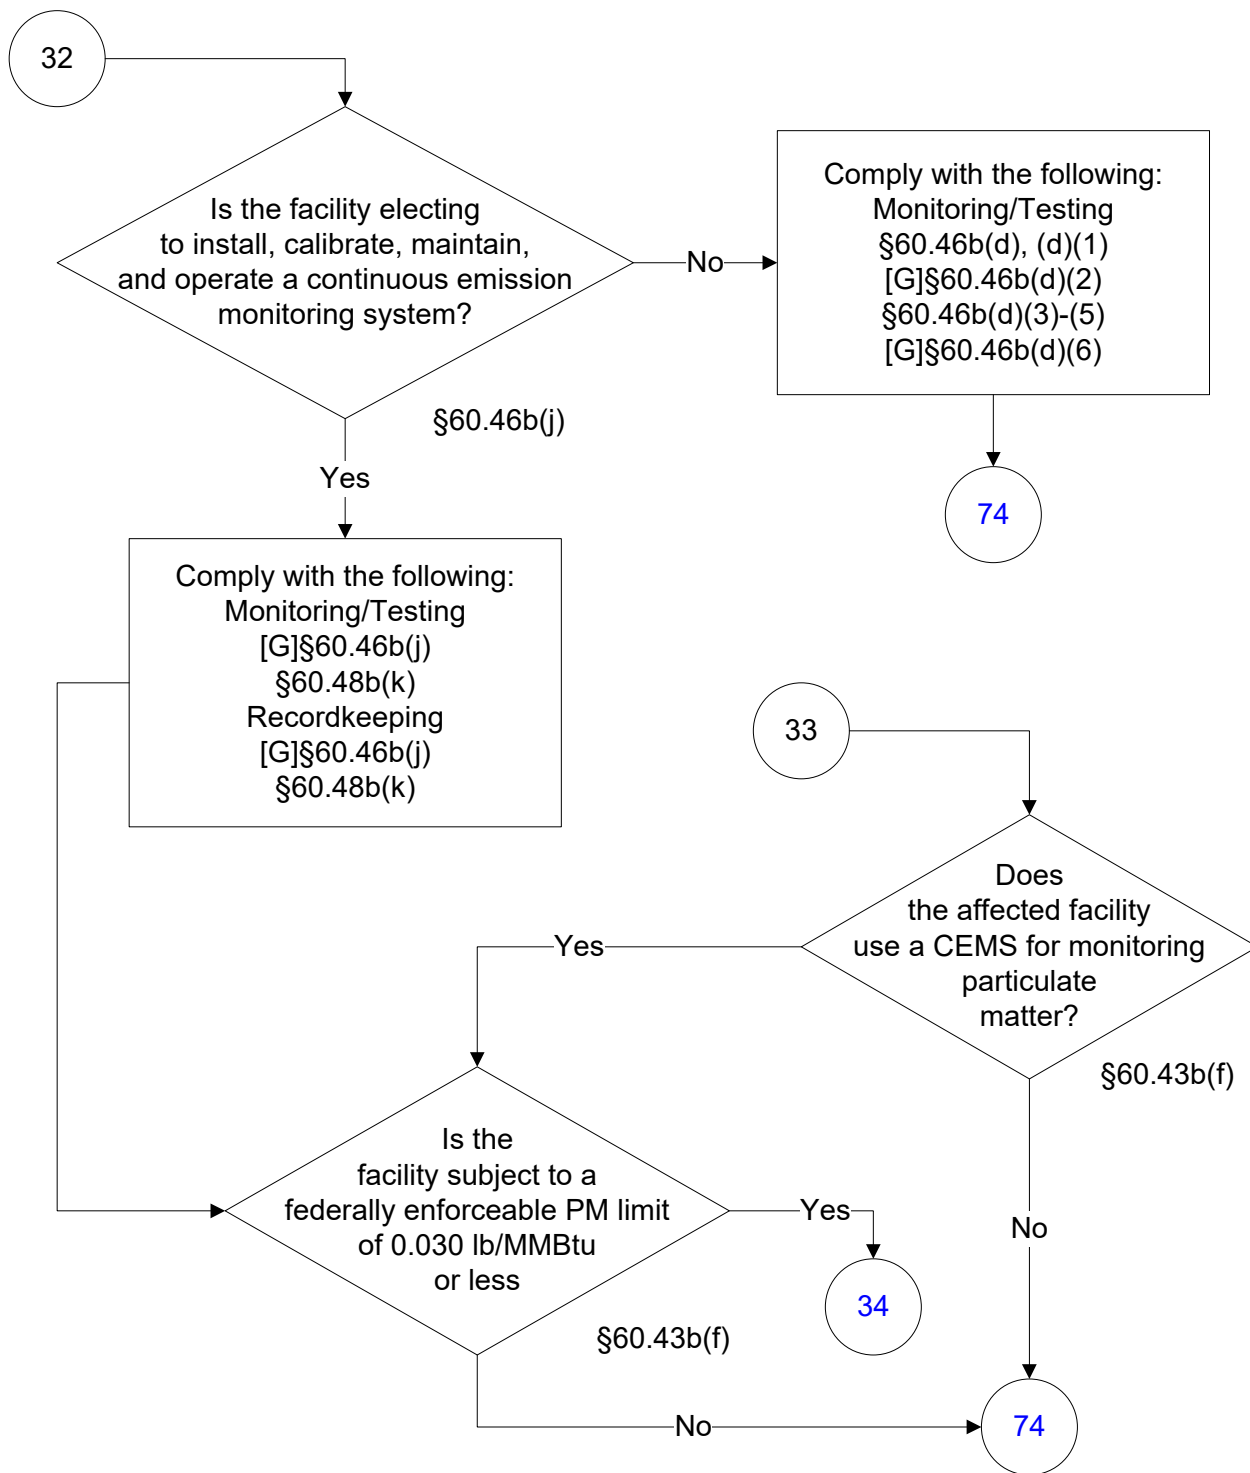 32
Is the facility electing
to install, calibrate, maintain,
and operate a continuous emission
monitoring system?
§60.46b(j)
No
Comply with the following:
Monitoring/Testing
§60.46b(d), (d)(1)
[G]§60.46b(d)(2)
§60.46b(d)(3)-(5)
[G]§60.46b(d)(6)
74
Yes
Comply with the following:
Monitoring/Testing
[G]§60.46b(j)
§60.48b(k)
Recordkeeping
[G]§60.46b(j)
§60.48b(k)
33
Does
the affected facility
use a CEMS for monitoring
particulate
matter?
§60.43b(f)
Yes
No
Is the
facility subject to a
federally enforceable PM limit
of 0.030 lb/MMBtu
or less
§60.43b(f)
Yes
34
No
74